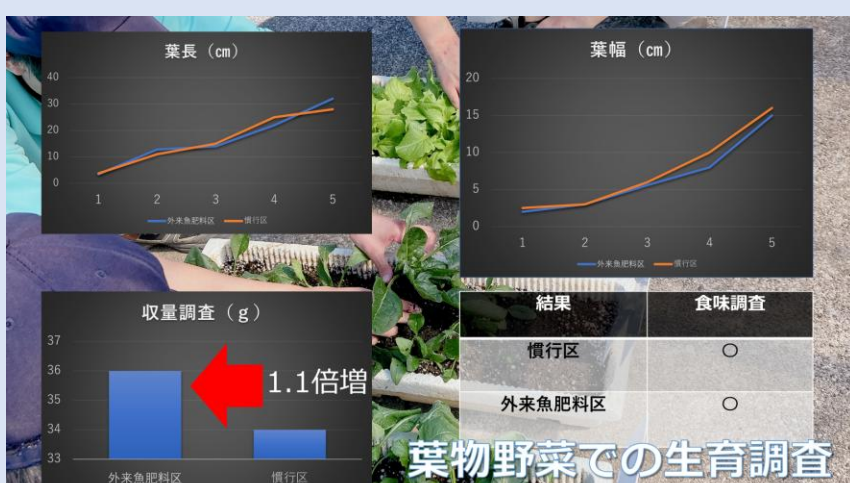 葉長（㎝）
40
30
20
10
0
1 2 3 4 5
外来魚肥料区 慣行区
葉幅（㎝）
20
15
10
5
0
1 2 3 4 5
外来魚肥料区 慣行区
収量調査（g）
37
36
35
34
33
1.1倍増
外来魚肥料区 慣行区
結果 食味調査
慣行区 〇
外来魚肥料区 〇
葉物野菜での生育調査